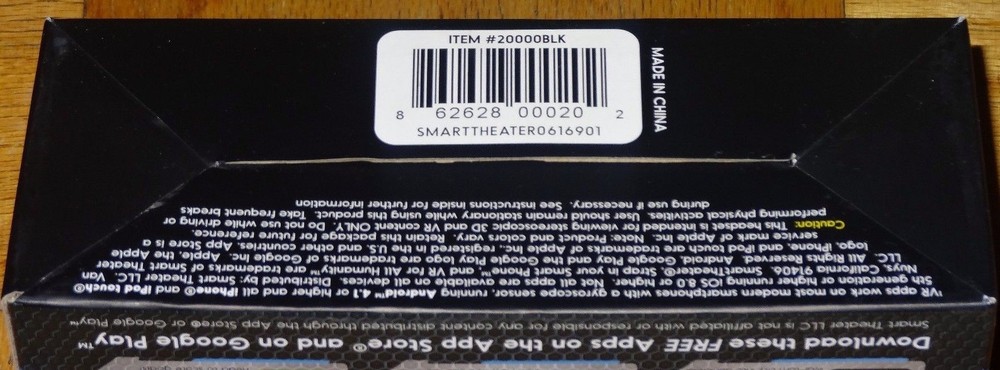 ITEM #20000BLK
8 62628 00020 2
SMARTTHEATER0616901
MADE IN CHINA
Download these FREE Apps on the App Store® and on Google Play™
Smart Theater LLC is not affiliated with or responsible for any content distributed through the App Store® or Google Play™
*VR apps work on most modern smartphones with a gyroscope sensor, running Android™ 4.1 or higher and all iPhone® and iPod touch®
5th generation or higher running iOS 8.0 or higher. Not all apps are available on all devices. Distributed by: Smart Theater LLC, Van
Nuys, California 91406. SmartTheater®, Strap in your Smart Phone™, and VR for All Humanity™ are trademarks of Smart Theater
LLC. All Rights Reserved. Android, Google Play and the Google Play logo are trademarks of Google Inc. Apple, the Apple
logo, iPhone, and iPod touch are trademarks of Apple Inc., registered in the U.S. and other countries. App Store is a
service mark of Apple Inc. Note: Product and colors may vary. Retain this package for future reference.
Caution: This headset is intended for viewing stereoscopic 3D and VR content ONLY. Do not use while driving or
performing physical activities. Users should remain stationary while using this product. Take frequent breaks
during use if necessary. See instructions inside for further information